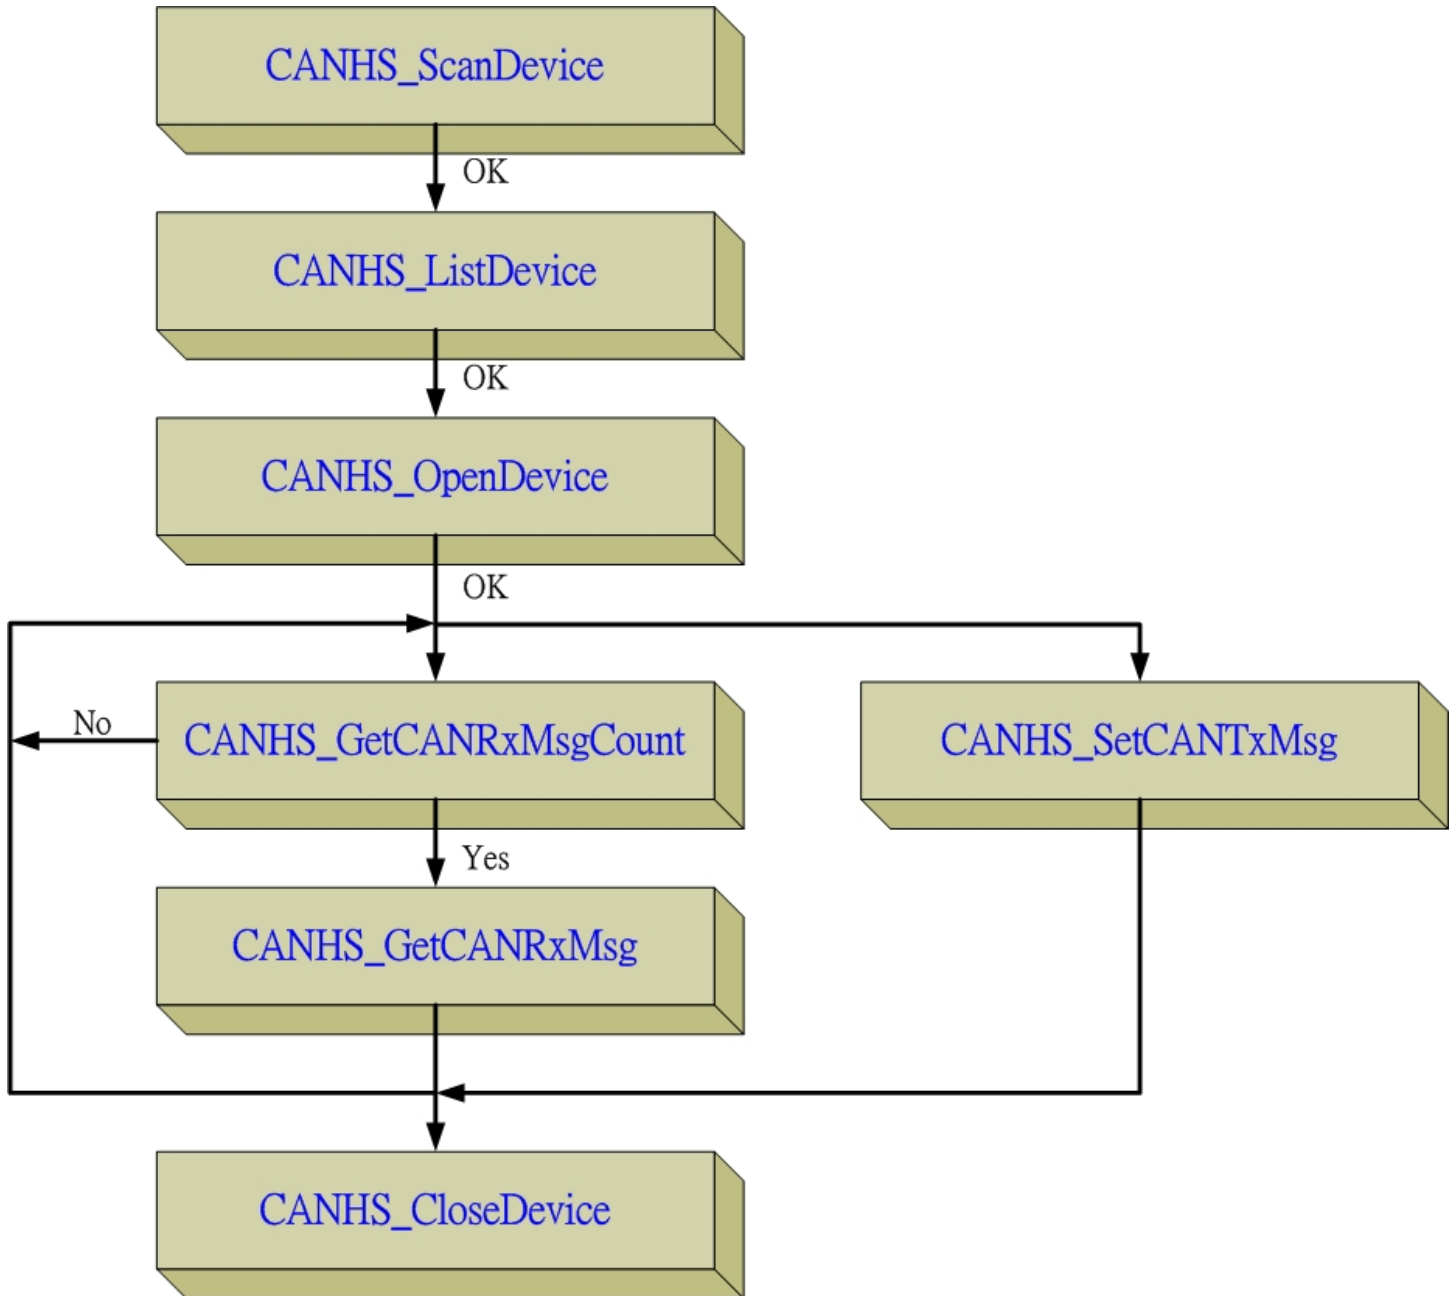 CANHS_ScanDevice
OK
CANHS_ListDevice
OK
CANHS_OpenDevice
OK
No
CANHS_GetCANRxMsgCount
CANHS_SetCANTxMsg
Yes
CANHS_GetCANRxMsg
CANHS_CloseDevice